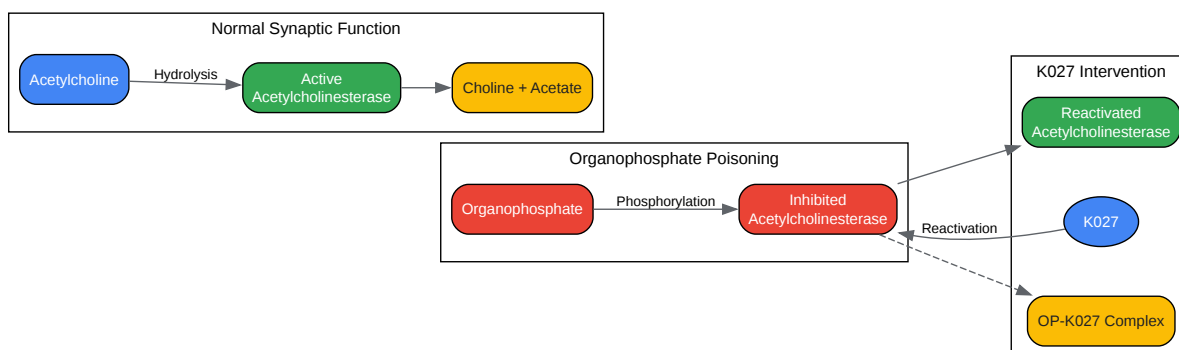 Normal Synaptic Function
Acetylcholine
Hydrolysis
Active
Acetylcholinesterase
Choline + Acetate
K027 Intervention
Reactivated
Acetylcholinesterase
Organophosphate Poisoning
Organophosphate
Phosphorylation
Inhibited
Acetylcholinesterase
Reactivation
K027
OP-K027 Complex